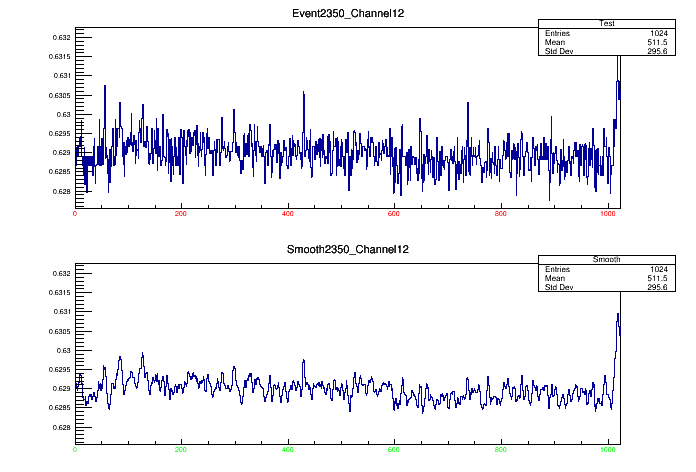 Event2350_Channel12
Test
Entries 1024
Mean 511.5
Std Dev 295.6
0.632
0.6315
0.631
0.6305
0.63
0.6295
0.629
0.6285
0.628
0 200 400 600 800 1000
Smooth2350_Channel12
Smooth
Entries 1024
Mean 511.5
Std Dev 295.6
0.632
0.6315
0.631
0.6305
0.63
0.6295
0.629
0.6285
0.628
0 200 400 600 800 1000